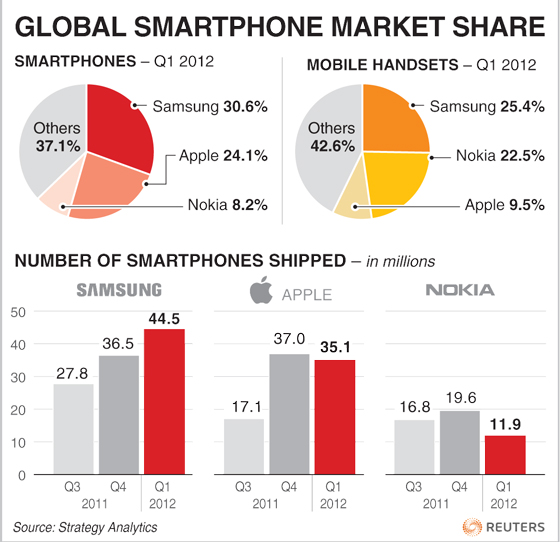 GLOBAL SMARTPHONE MARKET SHARE
SMARTPHONES – Q1 2012
Others
37.1%
Samsung 30.6%
Apple 24.1%
Nokia 8.2%
MOBILE HANDSETS – Q1 2012
Others
42.6%
Samsung 25.4%
Nokia 22.5%
Apple 9.5%
NUMBER OF SMARTPHONES SHIPPED – in millions
SAMSUNG
APPLE
NOKIA
50
40
30
20
10
0
27.8
36.5
44.5
17.1
37.0
35.1
16.8
19.6
11.9
Q3 Q4 Q1
2011 2012
Q3 Q4 Q1
2011 2012
Q3 Q4 Q1
2011 2012
Source: Strategy Analytics
REUTERS